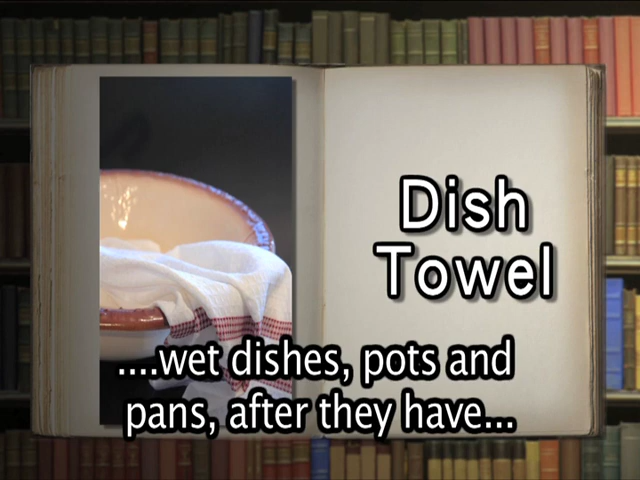 Dish
Towel
....wet dishes, pots and
pans, after they have...